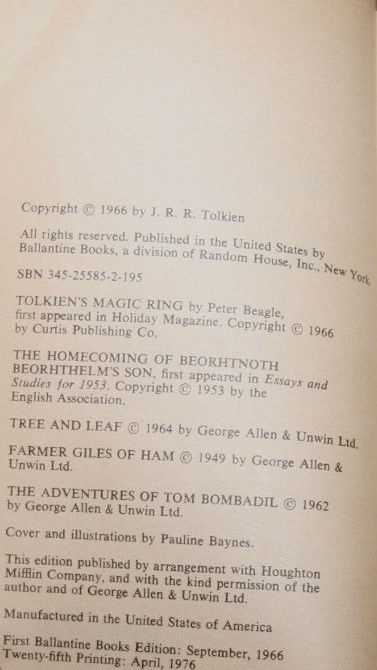 Copyright © 1966 by J. R. R. Tolkien
All rights reserved. Published in the United States by
Ballantine Books, a division of Random House, Inc., New York.
SBN 345-25585-2-195
TOLKIEN'S MAGIC RING by Peter Beagle,
first appeared in Holiday Magazine. Copyright © 1966
by Curtis Publishing Co.
THE HOMECOMING OF BEORHTNOTH
BEORHTHELM'S SON, first appeared in Essays and
Studies for 1953. Copyright © 1953 by the
English Association.
TREE AND LEAF © 1964 by George Allen & Unwin Ltd.
FARMER GILES OF HAM © 1949 by George Allen &
Unwin Ltd.
THE ADVENTURES OF TOM BOMBADIL © 1962
by George Allen & Unwin Ltd.
Cover and illustrations by Pauline Baynes.
This edition published by arrangement with Houghton
Mifflin Company, and with the kind permission of the
author and of George Allen & Unwin Ltd.
Manufactured in the United States of America
First Ballantine Books Edition: September, 1966
Twenty-fifth Printing: April, 1976